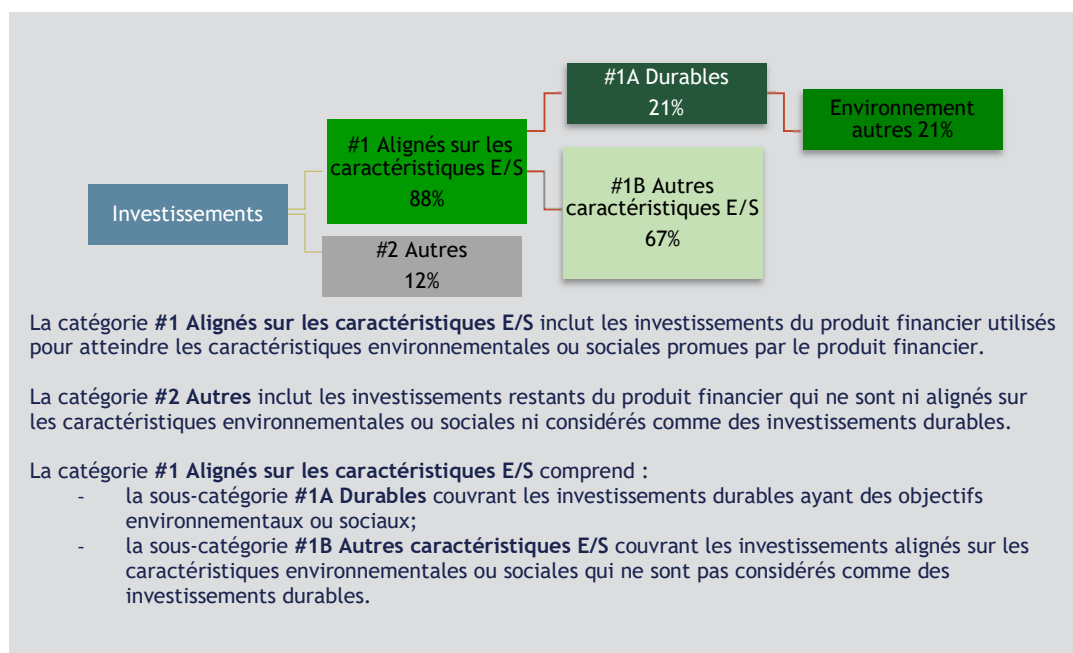 #1A Durables
21%
Environnement
autres 21%
#1 Alignés sur les
caractéristiques E/S
88%
#1B Autres
caractéristiques E/S
67%
Investissements
#2 Autres
12%
La catégorie #1 Alignés sur les caractéristiques E/S inclut les investissements du produit financier utilisés
pour atteindre les caractéristiques environnementales ou sociales promues par le produit financier.
La catégorie #2 Autres inclut les investissements restants du produit financier qui ne sont ni alignés sur
les caractéristiques environnementales ou sociales ni considérés comme des investissements durables.
La catégorie #1 Alignés sur les caractéristiques E/S comprend :
- la sous-catégorie #1A Durables couvrant les investissements durables ayant des objectifs
environnementaux ou sociaux;
- la sous-catégorie #1B Autres caractéristiques E/S couvrant les investissements alignés sur les
caractéristiques environnementales ou sociales qui ne sont pas considérés comme des
investissements durables.